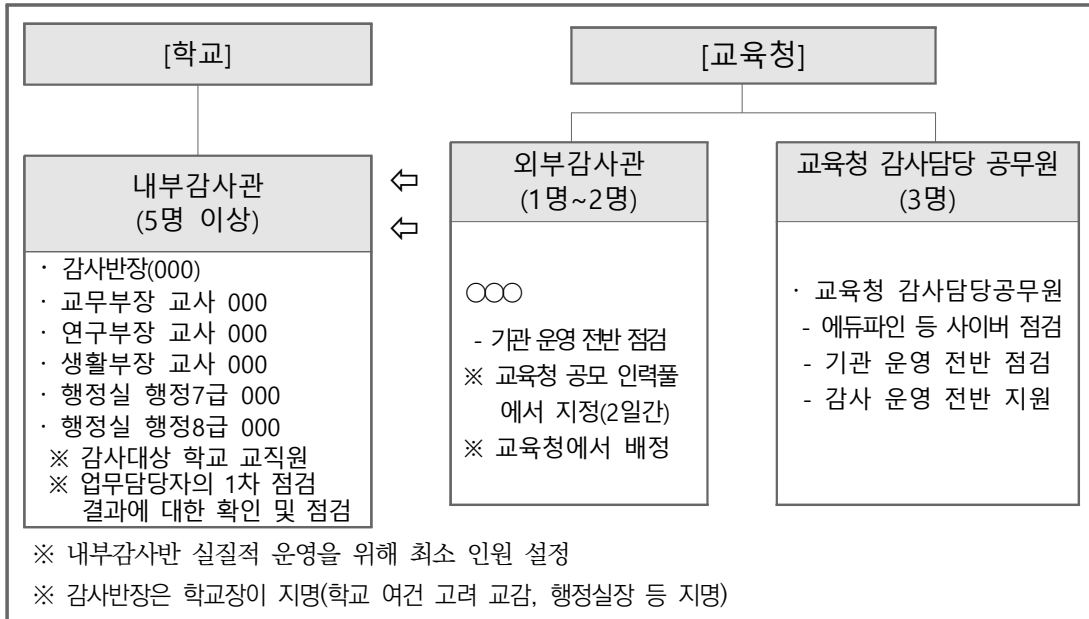 [학교]
[교육청]
내부감사관
(5명 이상)
· 감사반장(000)
· 교무부장 교사 000
· 연구부장 교사 000
· 생활부장 교사 000
· 행정실 행정7급 000
· 행정실 행정8급 000
※ 감사대상 학교 교직원
※ 업무담당자의 1차 점검
결과에 대한 확인 및 점검
⇦
⇦
외부감사관
(1명~2명)
○○○
- 기관 운영 전반 점검
※ 교육청 공모 인력풀
에서 지정(2일간)
※ 교육청에서 배정
교육청 감사담당 공무원
(3명)
· 교육청 감사담당공무원
- 에듀파인 등 사이버 점검
- 기관 운영 전반 점검
- 감사 운영 전반 지원
※ 내부감사반 실질적 운영을 위해 최소 인원 설정
※ 감사반장은 학교장이 지명(학교 여건 고려 교감, 행정실장 등 지명)